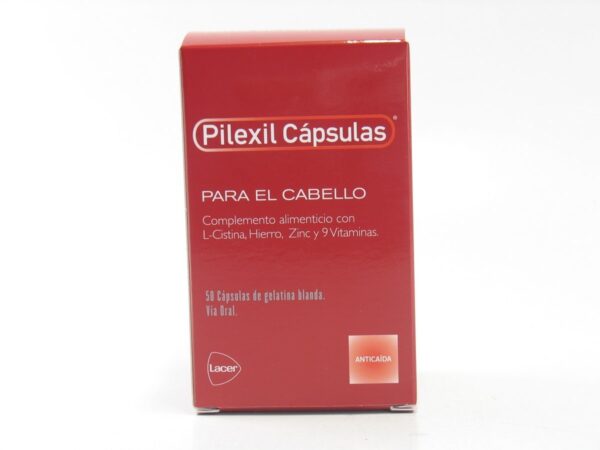 Pilexil Cápsulas®
PARA EL CABELLO
Complemento alimenticio con
L-Cistina, Hierro, Zinc y 9 Vitaminas.
50 Cápsulas de gelatina blanda.
Vía Oral.
Lacer
ANTICAÍDA